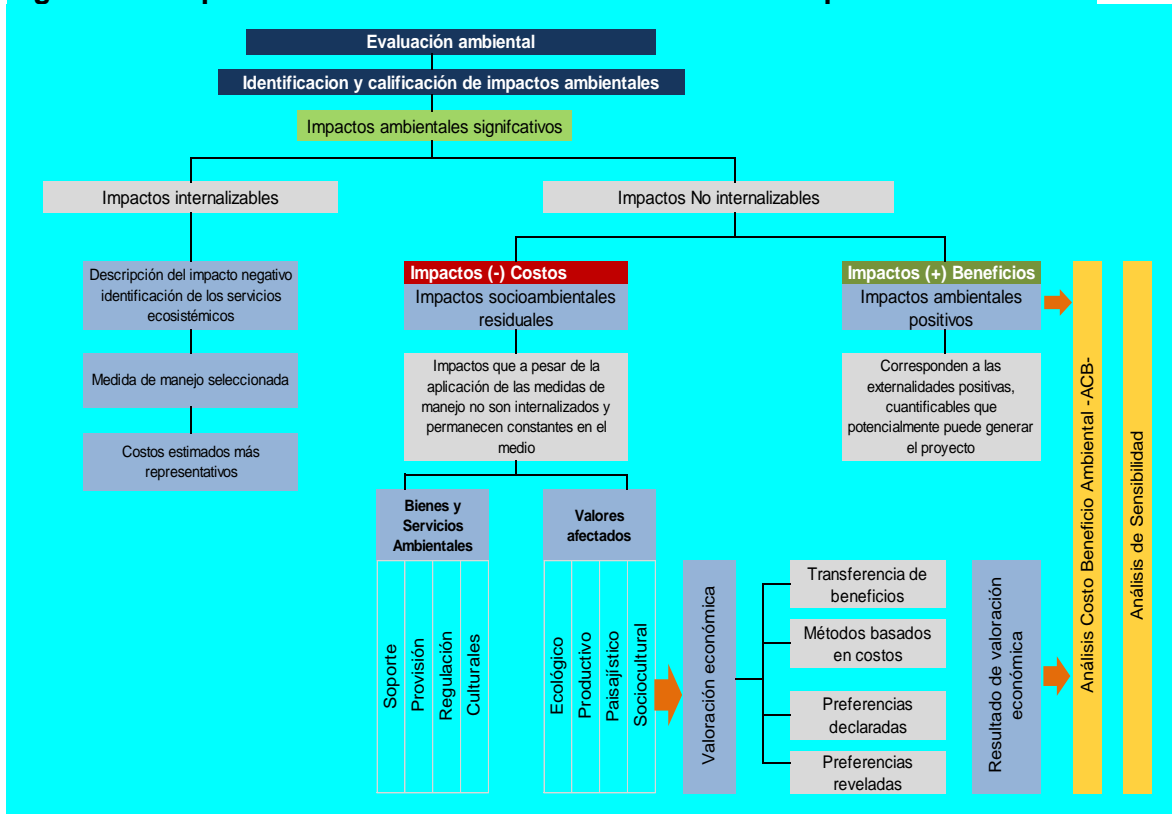 Evaluación ambiental
Identificacion y calificación de impactos ambientales
Impactos ambientales signifcativos
Impactos internalizables
Impactos No internalizables
Descripción del impacto negativo
identificación de los servicios
ecosistémicos
Medida de manejo seleccionada
Costos estimados más
representativos
Impactos (-) Costos
Impactos socioambientales
residuales
Impactos que a pesar de la
aplicación de las medidas de
manejo no son internalizados y
permanecen constantes en el
medio
Impactos (+) Beneficios
Impactos ambientales
positivos
Corresponden a las
externalidades positivas,
cuantificables que
potencialmente puede generar
el proyecto
Bienes y
Servicios
Ambientales
Soporte
Provisión
Regulación
Culturales
Valores
afectados
Ecológico
Productivo
Paisajístico
Sociocultural
Valoración económica
Transferencia de
beneficios
Métodos basados
en costos
Preferencias
declaradas
Preferencias
reveladas
Resultado de valoración
económica
Análisis Costo Beneficio Ambiental -ACB-
Análisis de Sensibilidad